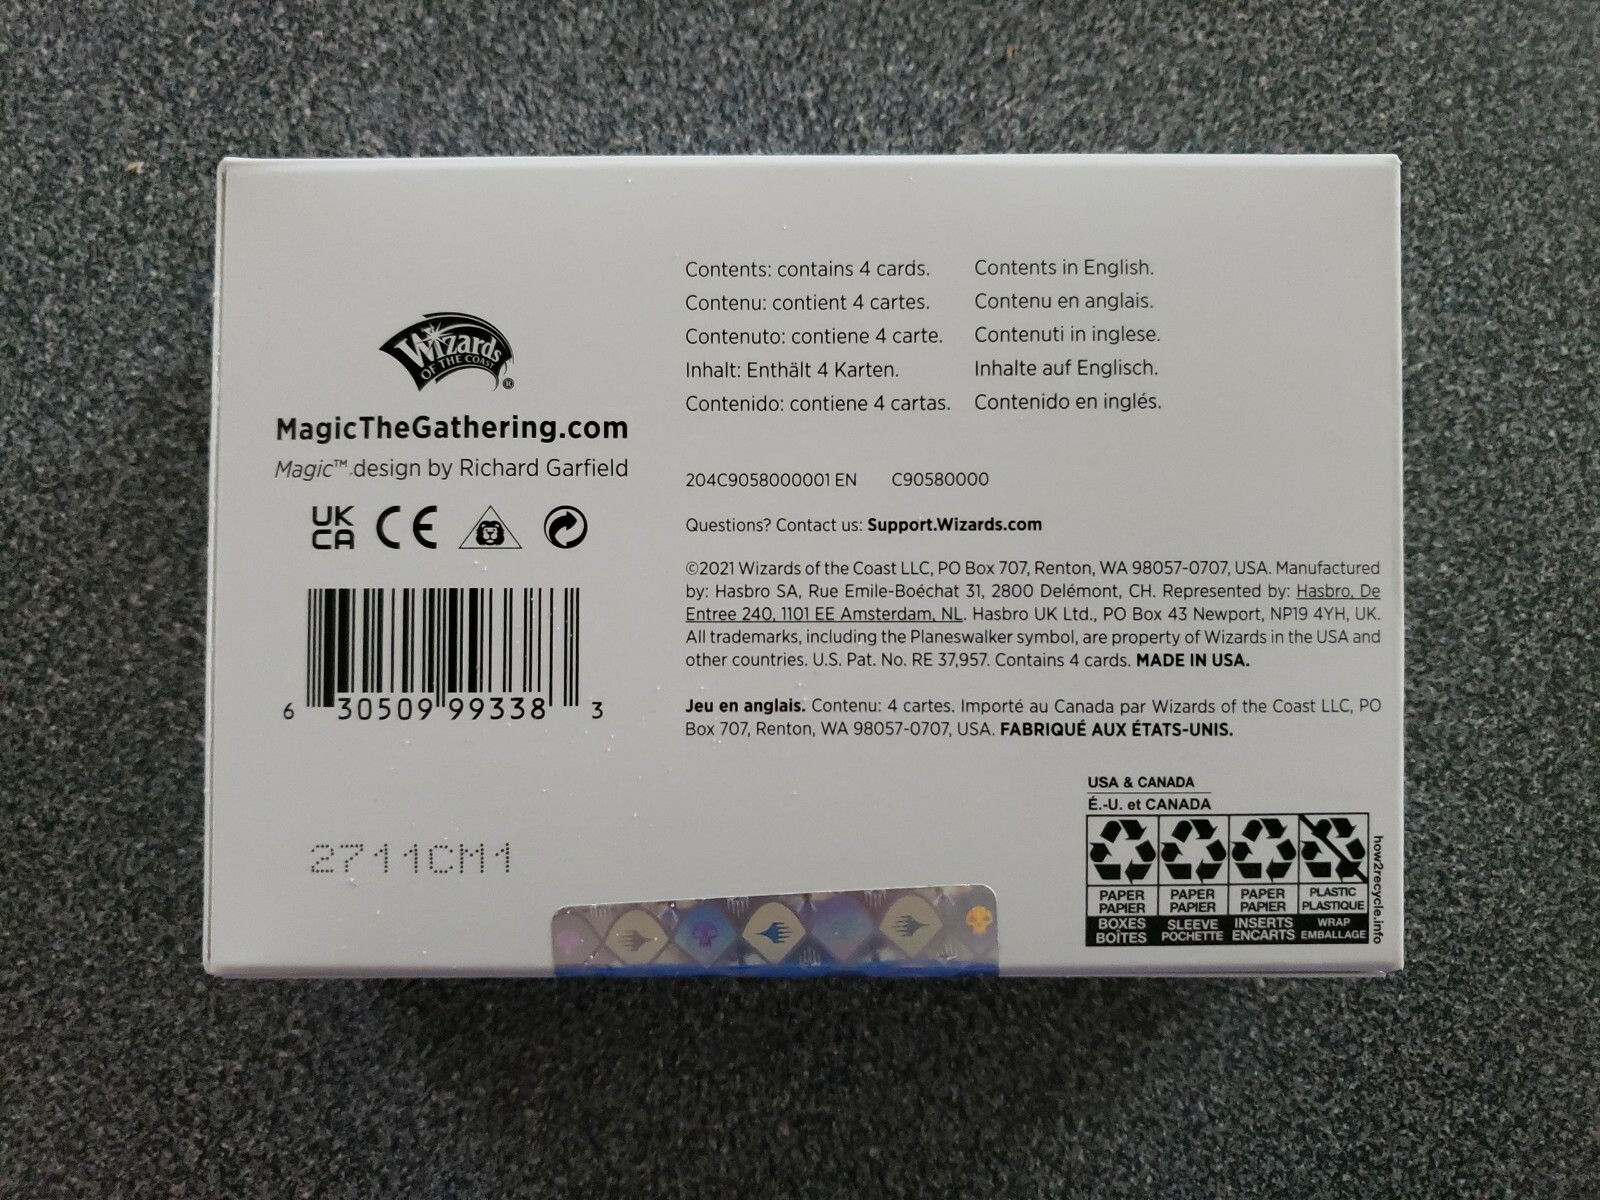 Wizards
OF THE COAST
®
MagicTheGathering.com
Magic™ design by Richard Garfield
UK
CA
CE
6 30509 99338 3
2711CM1
Contents: contains 4 cards.
Contenu: contient 4 cartes.
Contenuto: contiene 4 carte.
Inhalt: Enthält 4 Karten.
Contenido: contiene 4 cartas.
Contents in English.
Contenu en anglais.
Contenuti in inglese.
Inhalte auf Englisch.
Contenido en inglés.
204C9058000001 EN C90580000
Questions? Contact us: Support.Wizards.com
©2021 Wizards of the Coast LLC, PO Box 707, Renton, WA 98057-0707, USA. Manufactured
by: Hasbro SA, Rue Emile-Boéchat 31, 2800 Delémont, CH. Represented by: Hasbro, De
Entree 240, 1101 EE Amsterdam, NL. Hasbro UK Ltd., PO Box 43 Newport, NP19 4YH, UK.
All trademarks, including the Planeswalker symbol, are property of Wizards in the USA and
other countries. U.S. Pat. No. RE 37,957. Contains 4 cards. MADE IN USA.
Jeu en anglais. Contenu: 4 cartes. Importé au Canada par Wizards of the Coast LLC, PO
Box 707, Renton, WA 98057-0707, USA. FABRIQUÉ AUX ÉTATS-UNIS.
USA & CANADA
É.-U. et CANADA
PAPER PAPER PAPER PLASTIC
PAPIER PAPIER PAPIER PLASTIQUE
BOXES SLEEVE INSERTS WRAP
BOÎTES POCHETTE ENCARTS EMBALLAGE
how2recycle.info